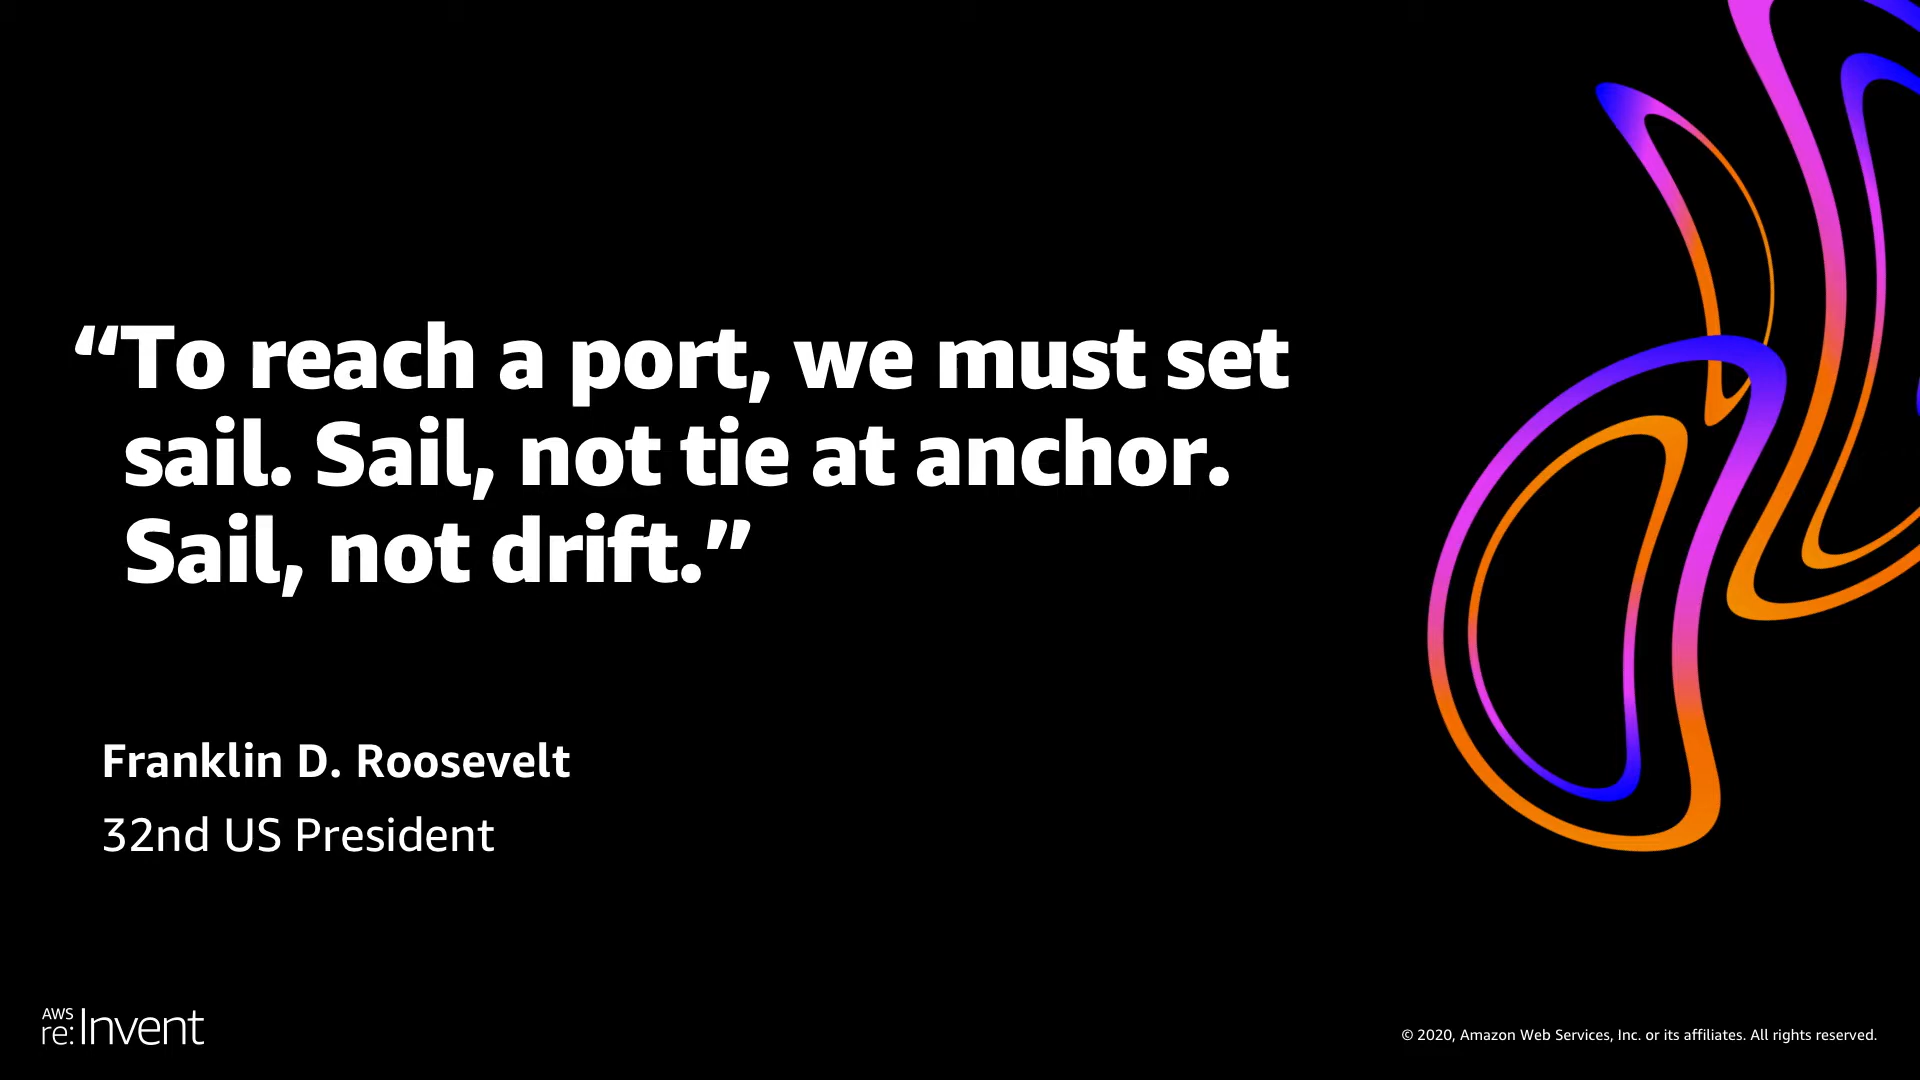 “To reach a port, we must set
sail. Sail, not tie at anchor.
Sail, not drift.”
Franklin D. Roosevelt
32nd US President
AWS
re:Invent
© 2020, Amazon Web Services, Inc. or its affiliates. All rights reserved.